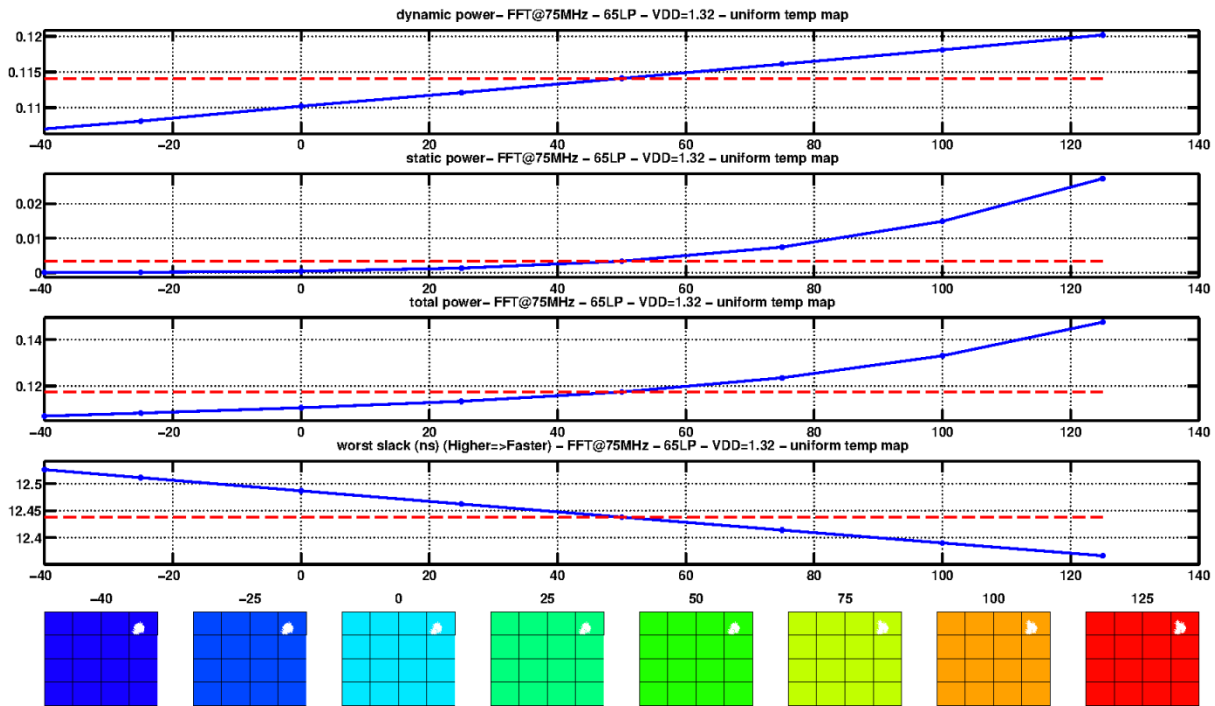 dynamic power– FFT@75MHz – 65LP – VDD=1.32 – uniform temp map
0.12
0.115
0.11
−40 −20 0 20 40 60 80 100 120 140
static power– FFT@75MHz – 65LP – VDD=1.32 – uniform temp map
0.02
0.01
0
−40 −20 0 20 40 60 80 100 120 140
total power– FFT@75MHz – 65LP – VDD=1.32 – uniform temp map
0.14
0.12
−40 −20 0 20 40 60 80 100 120 140
worst slack (ns) (Higher=>Faster) – FFT@75MHz – 65LP – VDD=1.32 – uniform temp map
12.5
12.45
12.4
−40 −20 0 20 40 60 80 100 120 140
−40 −25 0 25 50 75 100 125